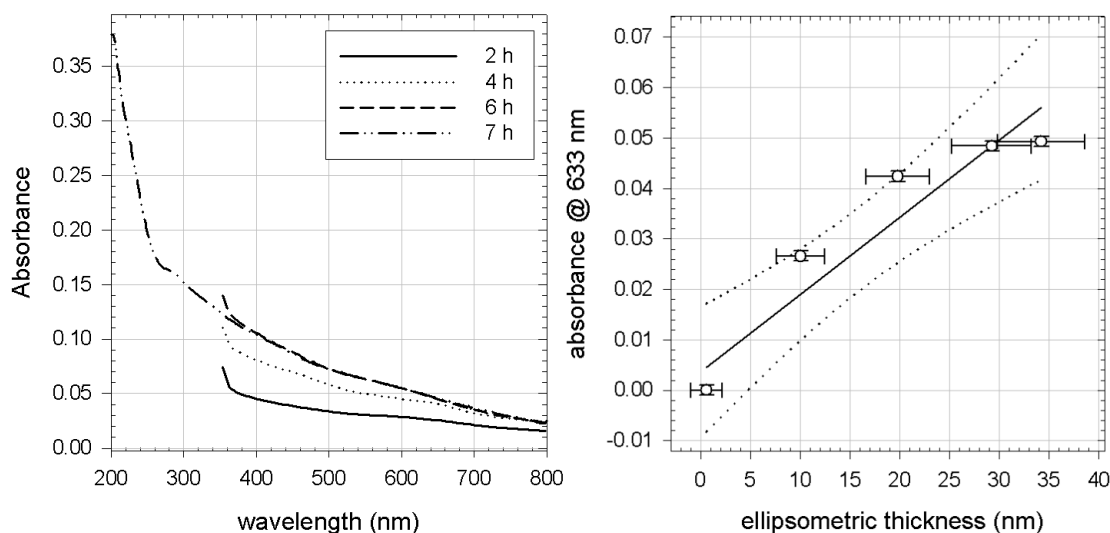 0.35
0.30
0.25
0.20
0.15
0.10
0.05
0.00
Absorbance
200 300 400 500 600 700 800
wavelength (nm)
2 h
4 h
6 h
7 h
0.07
0.06
0.05
0.04
0.03
0.02
0.01
0.00
-0.01
absorbance @ 633 nm
0 5 10 15 20 25 30 35 40
ellipsometric thickness (nm)